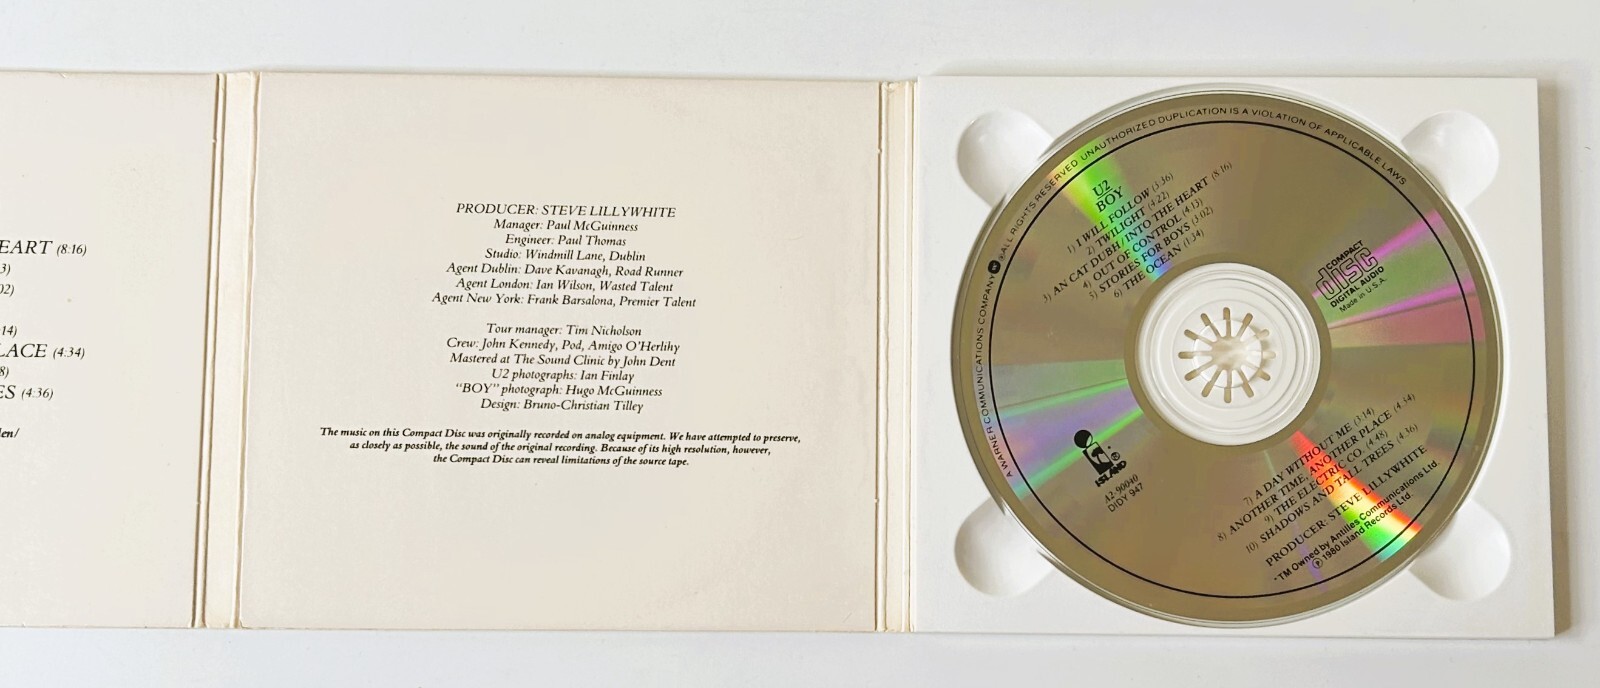 EART (8:16)
3)
02)
14)
LACE (4:34)
8)
ES (4:36)
len/
PRODUCER: STEVE LILLYWHITE
Manager: Paul McGuinness
Engineer: Paul Thomas
Studio: Windmill Lane, Dublin
Agent Dublin: Dave Kavanagh, Road Runner
Agent London: Ian Wilson, Wasted Talent
Agent New York: Frank Barsalona, Premier Talent
Tour manager: Tim Nicholson
Crew: John Kennedy, Pod, Amigo O'Herlihy
Mastered at The Sound Clinic by John Dent
U2 photographs: Ian Finlay
“BOY” photograph: Hugo McGuinness
Design: Bruno-Christian Tilley
The music on this Compact Disc was originally recorded on analog equipment. We have attempted to preserve,
as closely as possible, the sound of the original recording. Because of its high resolution, however,
the Compact Disc can reveal limitations of the source tape.
A WARNER COMMUNICATIONS COMPANY ALL RIGHTS RESERVED UNAUTHORIZED DUPLICATION IS A VIOLATION OF APPLICABLE LAWS
U2
BOY
1) I WILL FOLLOW (3:36)
2) TWILIGHT (4:22)
3) AN CAT DUBH/INTO THE HEART (8:16)
4) OUT OF CONTROL (4:13)
5) STORIES FOR BOYS (3:02)
6) THE OCEAN (1:34)
COMPACT
disc
DIGITAL AUDIO
Made in U.S.A.
ISLAND
A2-90040
DIDY 947
7) A DAY WITHOUT ME (3:14)
8) ANOTHER TIME, ANOTHER PLACE (4:34)
9) THE ELECTRIC CO. (4:48)
10) SHADOWS AND TALL TREES (4:36)
PRODUCER: STEVE LILLYWHITE
*TM Owned by Antilles Communications Ltd.
℗ 1980 Island Records Ltd.